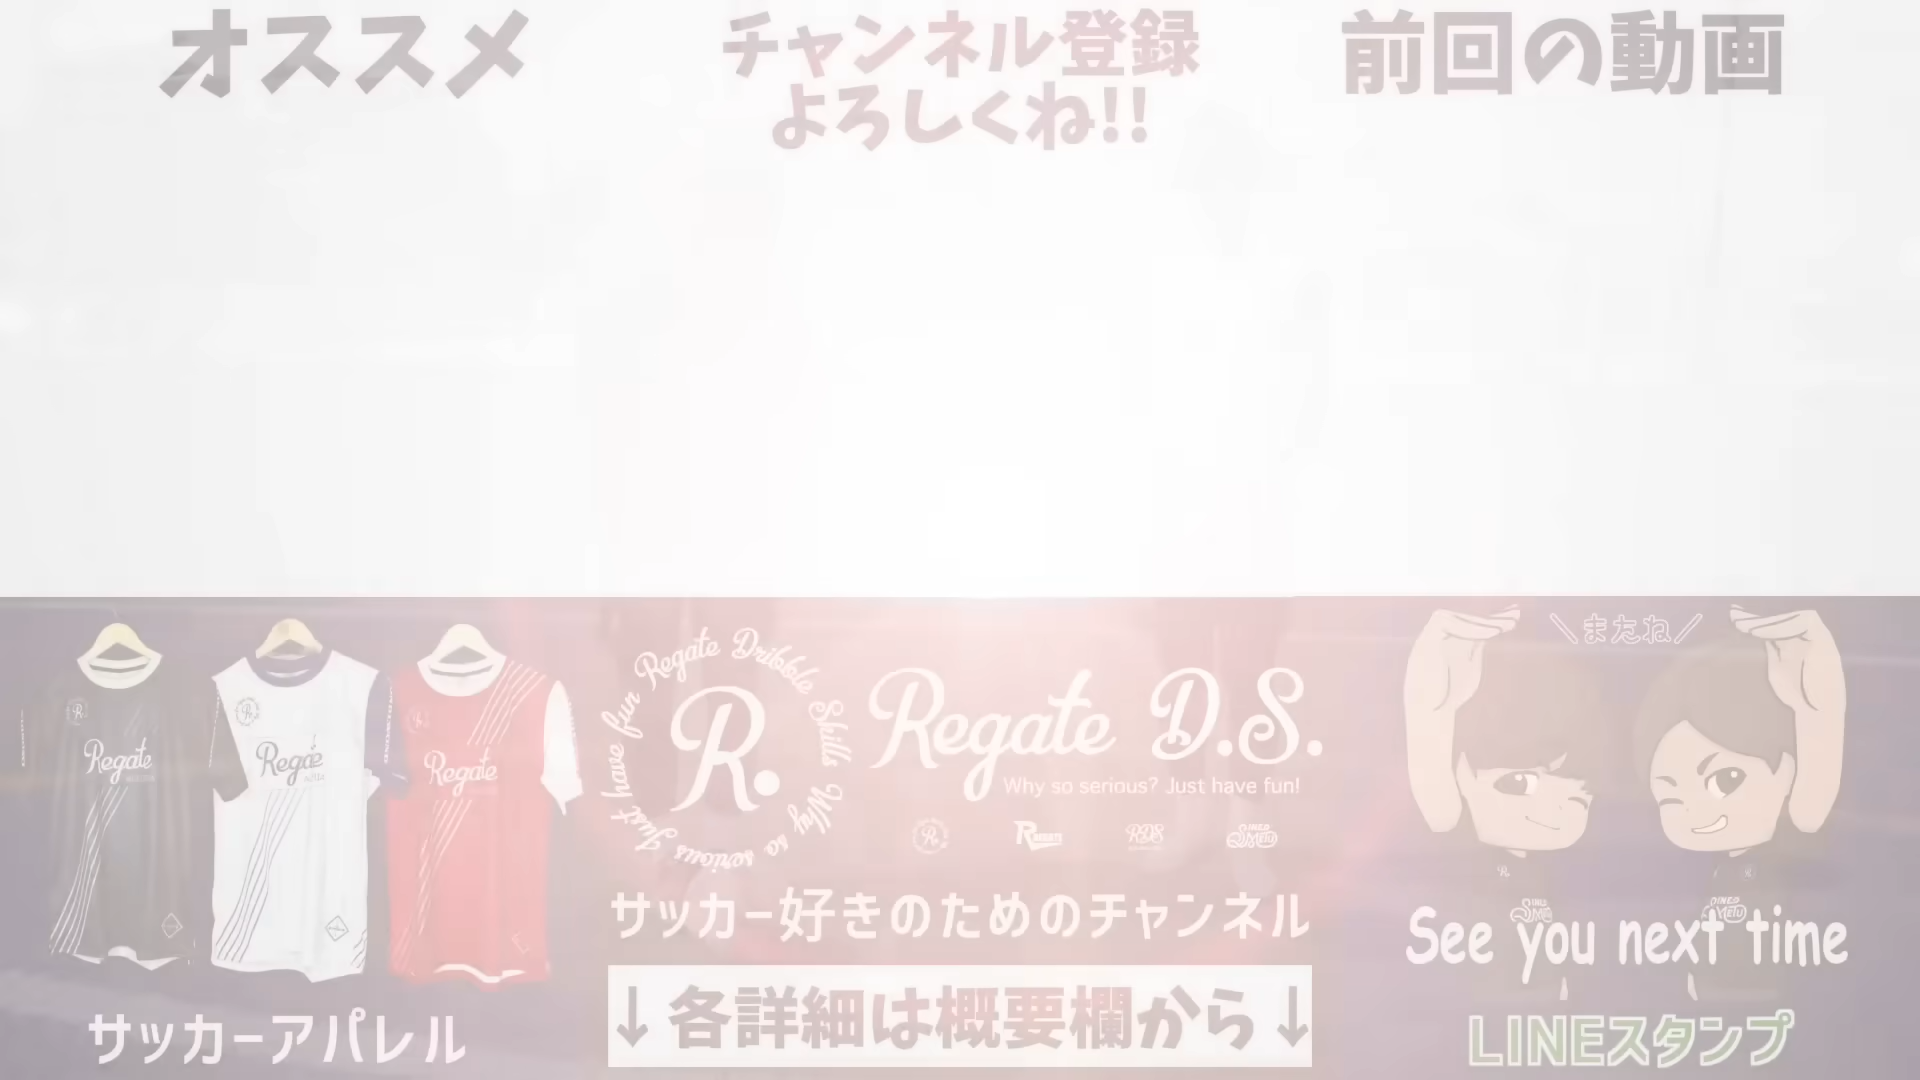 オススメ
チャンネル登録
よろしくね!!
前回の動画
Regate
Regate
Regate
サッカーアパレル
Regate Dribble Skills Why so serious Just have fun
R.
Regate D.S.
Why so serious? Just have fun!
サッカー好きのためのチャンネル
↓各詳細は概要欄から↓
＼またね／
See you next time
LINEスタンプ